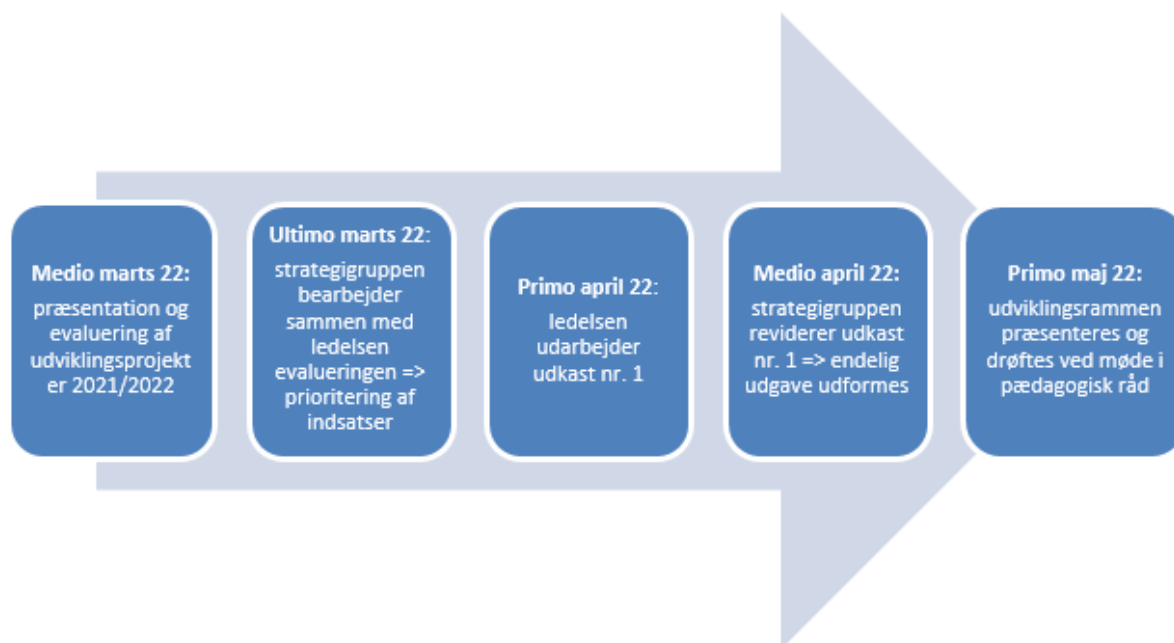 Medio marts 22:
præsentation og
evaluering af
udviklingsprojekt
er 2021/2022
Ultimo marts 22:
strategigruppen
bearbejder
sammen med
ledelsen
evalueringen =>
prioritering af
indsatser
Primo april 22:
ledelsen
udarbejder
udkast nr. 1
Medio april 22:
strategigruppen
reviderer udkast
nr. 1 => endelig
udgave udformes
Primo maj 22:
udviklingsrammen
præsenteres og
drøftes ved møde i
pædagogisk råd